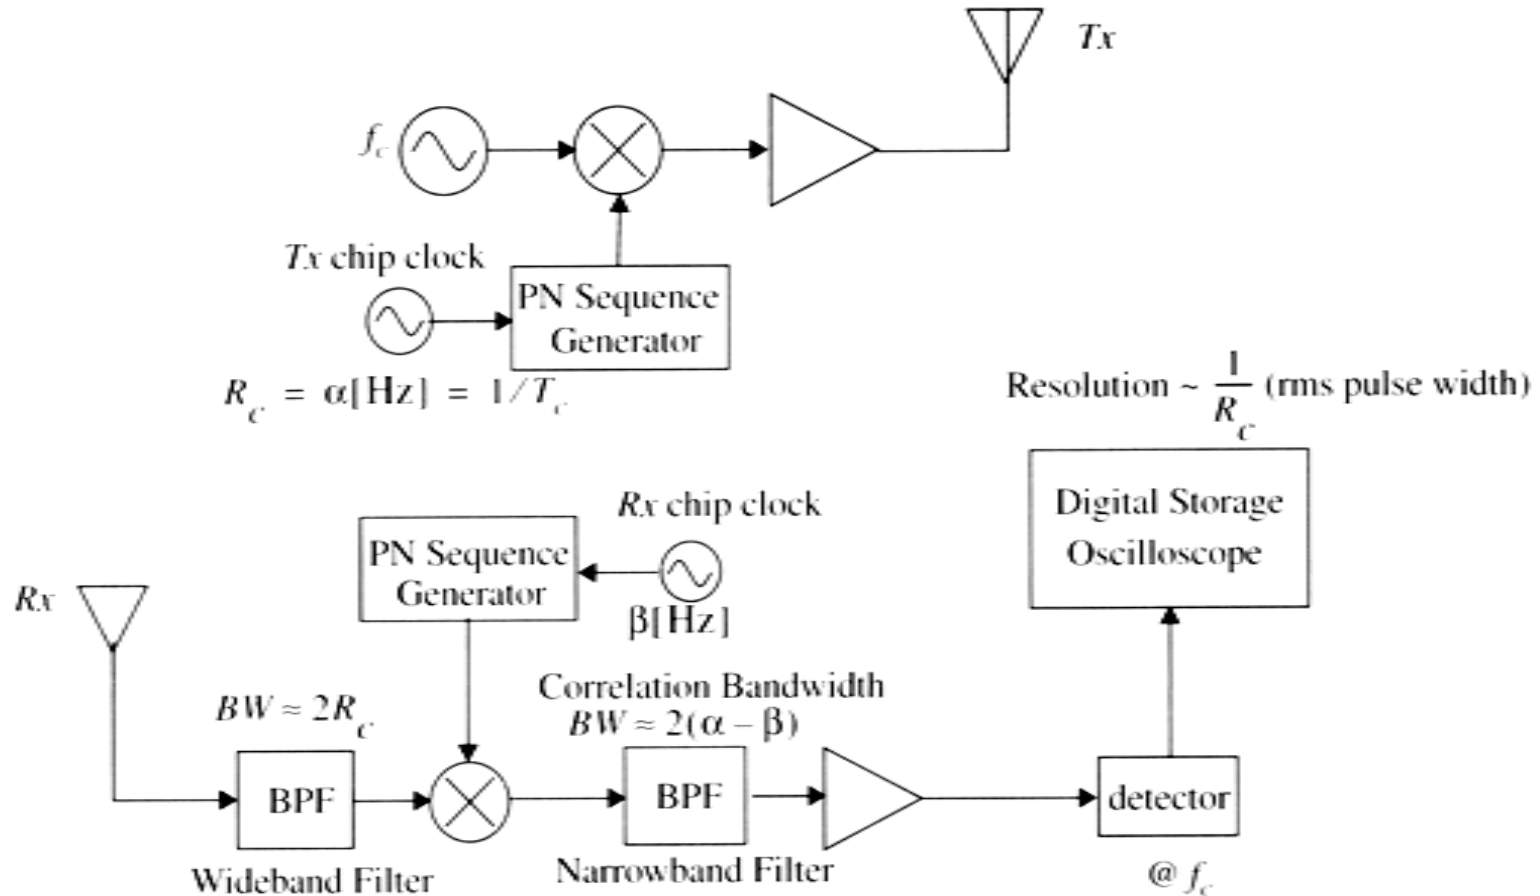 Tx
f_c
Tx chip clock
PN Sequence
Generator
R_c = α[Hz] = 1/T_c
Resolution ~ 1/R_c (rms pulse width)
Digital Storage
Oscilloscope
Rx chip clock
PN Sequence
Generator
β[Hz]
Rx
BW ≈ 2R_c
Correlation Bandwidth
BW ≈ 2(α – β)
BPF
BPF
detector
Wideband Filter
Narrowband Filter
@ f_c